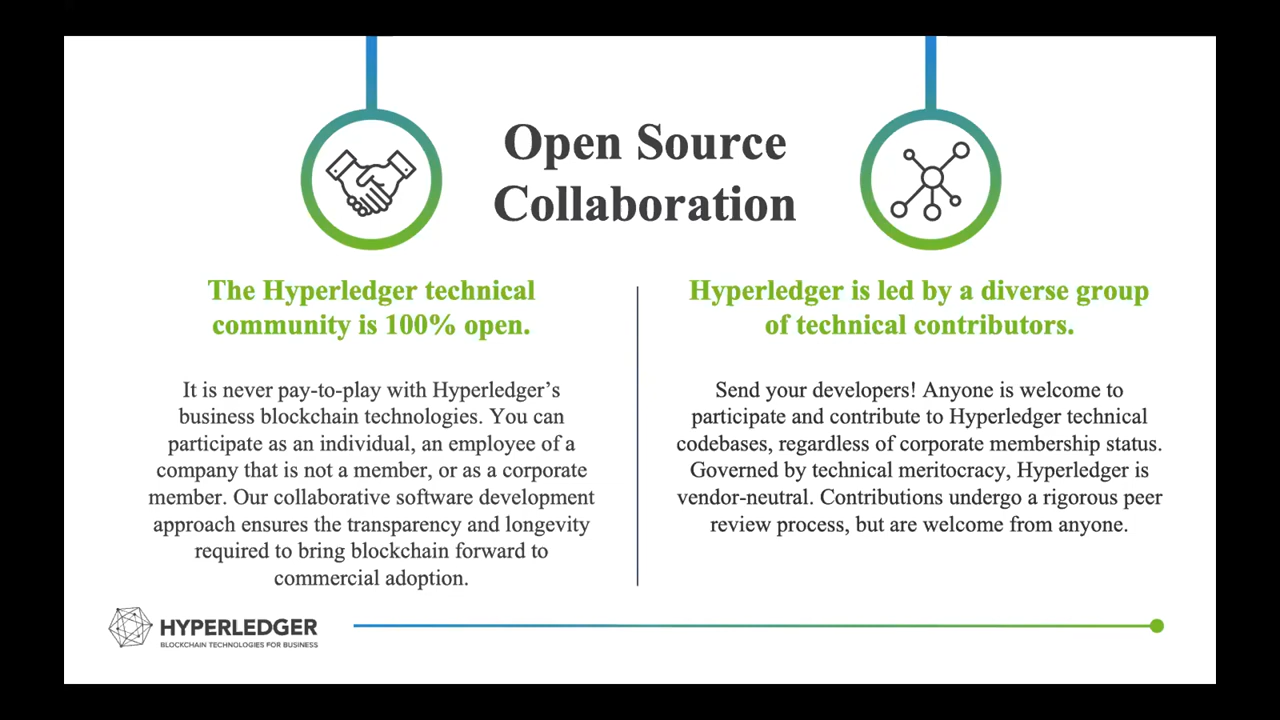 Open Source
Collaboration
The Hyperledger technical
community is 100% open.
It is never pay-to-play with Hyperledger’s
business blockchain technologies. You can
participate as an individual, an employee of a
company that is not a member, or as a corporate
member. Our collaborative software development
approach ensures the transparency and longevity
required to bring blockchain forward to
commercial adoption.
Hyperledger is led by a diverse group
of technical contributors.
Send your developers! Anyone is welcome to
participate and contribute to Hyperledger technical
codebases, regardless of corporate membership status.
Governed by technical meritocracy, Hyperledger is
vendor-neutral. Contributions undergo a rigorous peer
review process, but are welcome from anyone.
HYPERLEDGER
BLOCKCHAIN TECHNOLOGIES FOR BUSINESS